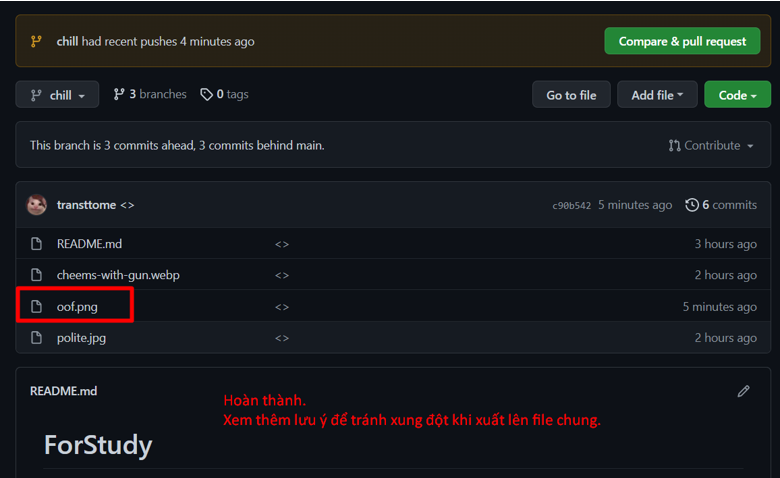 chill had recent pushes 4 minutes ago
Compare & pull request
chill
3 branches
0 tags
Go to file
Add file
Code
This branch is 3 commits ahead, 3 commits behind main.
Contribute
transttome <>
c90b542
5 minutes ago
6 commits
README.md
<>
3 hours ago
cheems-with-gun.webp
<>
2 hours ago
oof.png
<>
5 minutes ago
polite.jpg
<>
2 hours ago
README.md
Hoàn thành.
Xem thêm lưu ý để tránh xung đột khi xuất lên file chung.
ForStudy